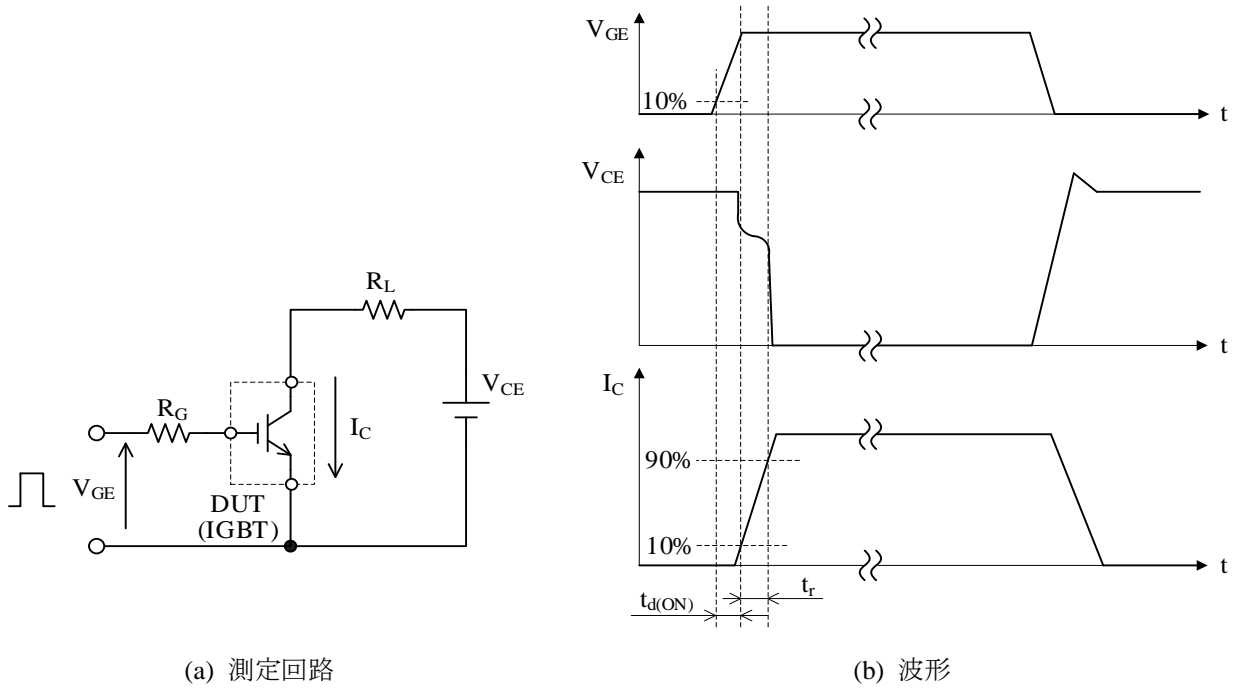 R_L
V_CE
R_G
I_C
V_GE
DUT
(IGBT)
(a) 測定回路
V_GE
10%
t
V_CE
t
I_C
90%
10%
t
t_d(ON)
t_r
(b) 波形